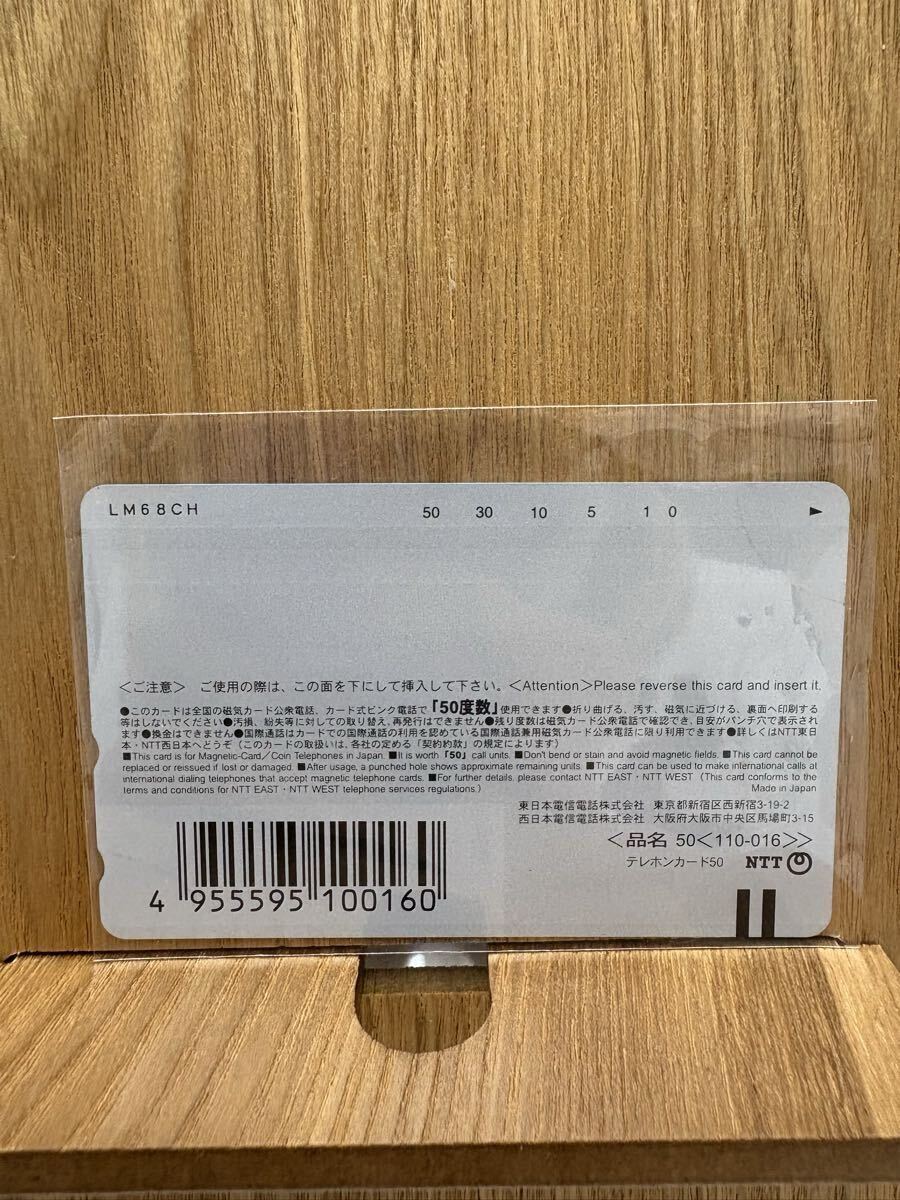 LM68CH 50 30 10 5 1 0 ►
＜ご注意＞ ご使用の際は、この面を下にして挿入して下さい。＜Attention＞Please reverse this card and insert it.
●このカードは全国の磁気カード公衆電話、カード式ピンク電話で「50度数」使用できます●折り曲げる、汚す、磁気に近づける、裏面へ印刷する
等はしないでください●汚損、紛失等に対しての取り替え、再発行はできません●残り度数は磁気カード公衆電話で確認でき、目安がパンチ穴で表示され
ます●換金はできません●国際通話はカードでの国際通話の利用を認めている国際通話兼用磁気カード公衆電話に限り利用できます●詳しくはNTT東日
本・NTT西日本へどうぞ（このカードの取扱いは、各社の定める「契約約款」の規定によります）
■This card is for Magnetic-Card／Coin Telephones in Japan. ■It is worth「50」call units. ■Don't bend or stain and avoid magnetic fields. ■This card cannot be
replaced or reissued if lost or damaged. ■After usage, a punched hole shows approximate remaining units. ■This card can be used to make international calls at
international dialing telephones that accept magnetic telephone cards. ■For further details, please contact NTT EAST・NTT WEST（This card conforms to the
terms and conditions for NTT EAST・NTT WEST telephone services regulations.） Made in Japan
東日本電信電話株式会社 東京都新宿区西新宿3-19-2
西日本電信電話株式会社 大阪府大阪市中央区馬場町3-15
＜品名 50＜110-016＞＞
テレホンカード50 NTT
4 955595 100160